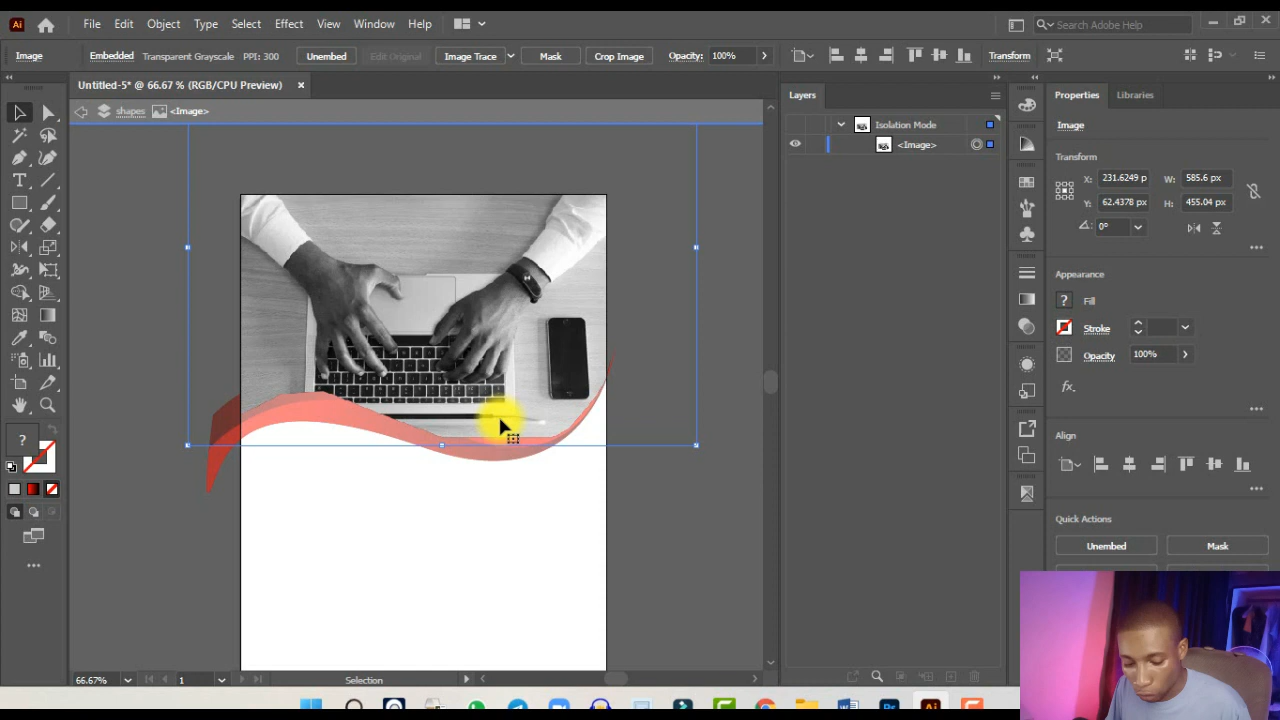 Ai File Edit Object Type Select Effect View Window Help Search Adobe Help
Image Embedded Transparent Grayscale PPI: 300 Unembed Edit Original Image Trace Mask Crop Image Opacity: 100% Transform
Untitled-5* @ 66.67 % (RGB/CPU Preview)
shapes <Image>
Layers
Isolation Mode
<Image>
Properties Libraries
Image
Transform
X: 231.6249 p W: 585.6 px
Y: 62.4378 px H: 455.04 px
0°
Appearance
? Fill
Stroke
Opacity 100%
fx
Align
Quick Actions
Unembed Mask
?
66.67% 1 Selection
W Ps Ai C